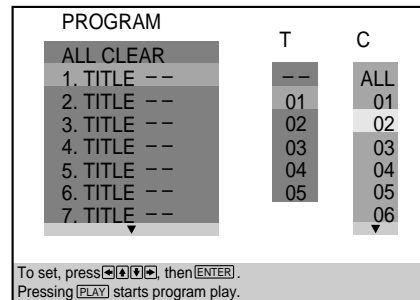 PROGRAM
T C
ALL CLEAR
1. TITLE – –
2. TITLE – –
3. TITLE – –
4. TITLE – –
5. TITLE – –
6. TITLE – –
7. TITLE – –
– –
01
02
03
04
05
ALL
01
02
03
04
05
06
To set, press ←↑↓→, then ENTER.
Pressing PLAY starts program play.